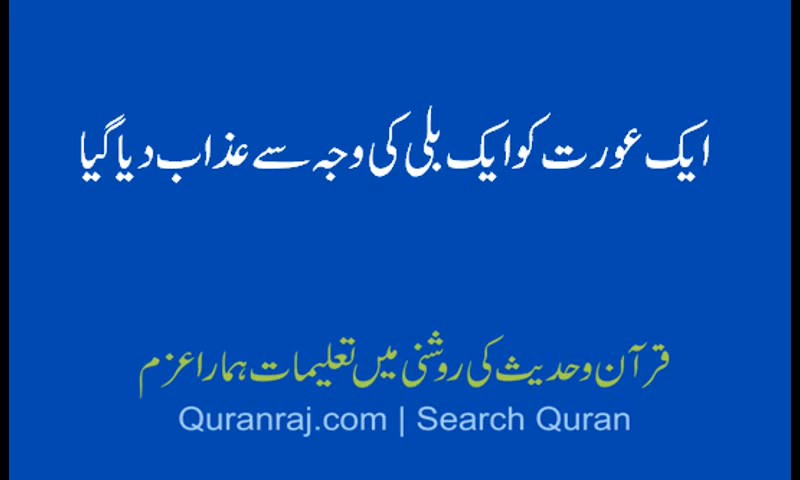 ایک عورت کو ایک بلی کی وجہ سے عذاب دیا گیا
قرآن و حدیث کی روشنی میں تعلیمات ہمارا عزم
Quranraj.com | Search Quran